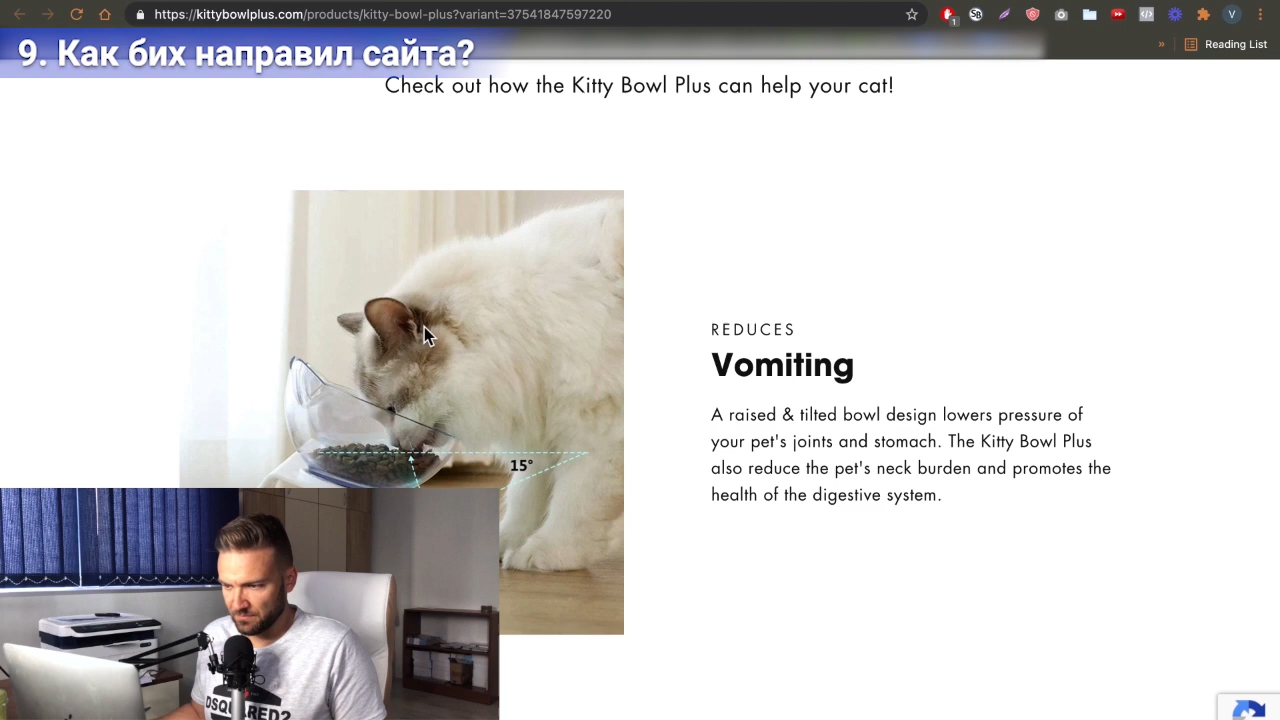 https://kittybowlplus.com/products/kitty-bowl-plus?variant=37541847597220
1
V
»
Reading List
9. Как бих направил сайта?
Check out how the Kitty Bowl Plus can help your cat!
15°
REDUCES
Vomiting
A raised & tilted bowl design lowers pressure of
your pet's joints and stomach. The Kitty Bowl Plus
also reduce the pet's neck burden and promotes the
health of the digestive system.
DSQUARED2